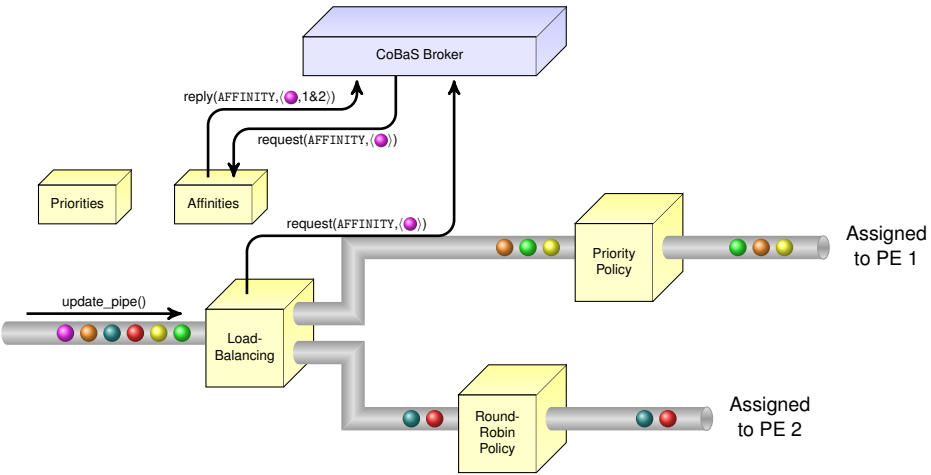 CoBaS Broker
reply(AFFINITY,⟨,1&2⟩)
request(AFFINITY,⟨⟩)
Priorities
Affinities
request(AFFINITY,⟨⟩)
Priority
Policy
Assigned
to PE 1
update_pipe()
Load-
Balancing
Round-
Robin
Policy
Assigned
to PE 2